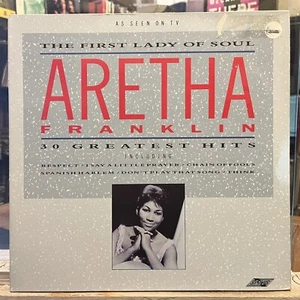 AS SEEN ON TV
THE FIRST LADY OF SOUL
ARETHA
FRANKLIN
30 GREATEST HITS
INCLUDING
RESPECT · I SAY A LITTLE PRAYER · CHAIN OF FOOLS
SPANISH HARLEM · DON'T PLAY THAT SONG · THINK